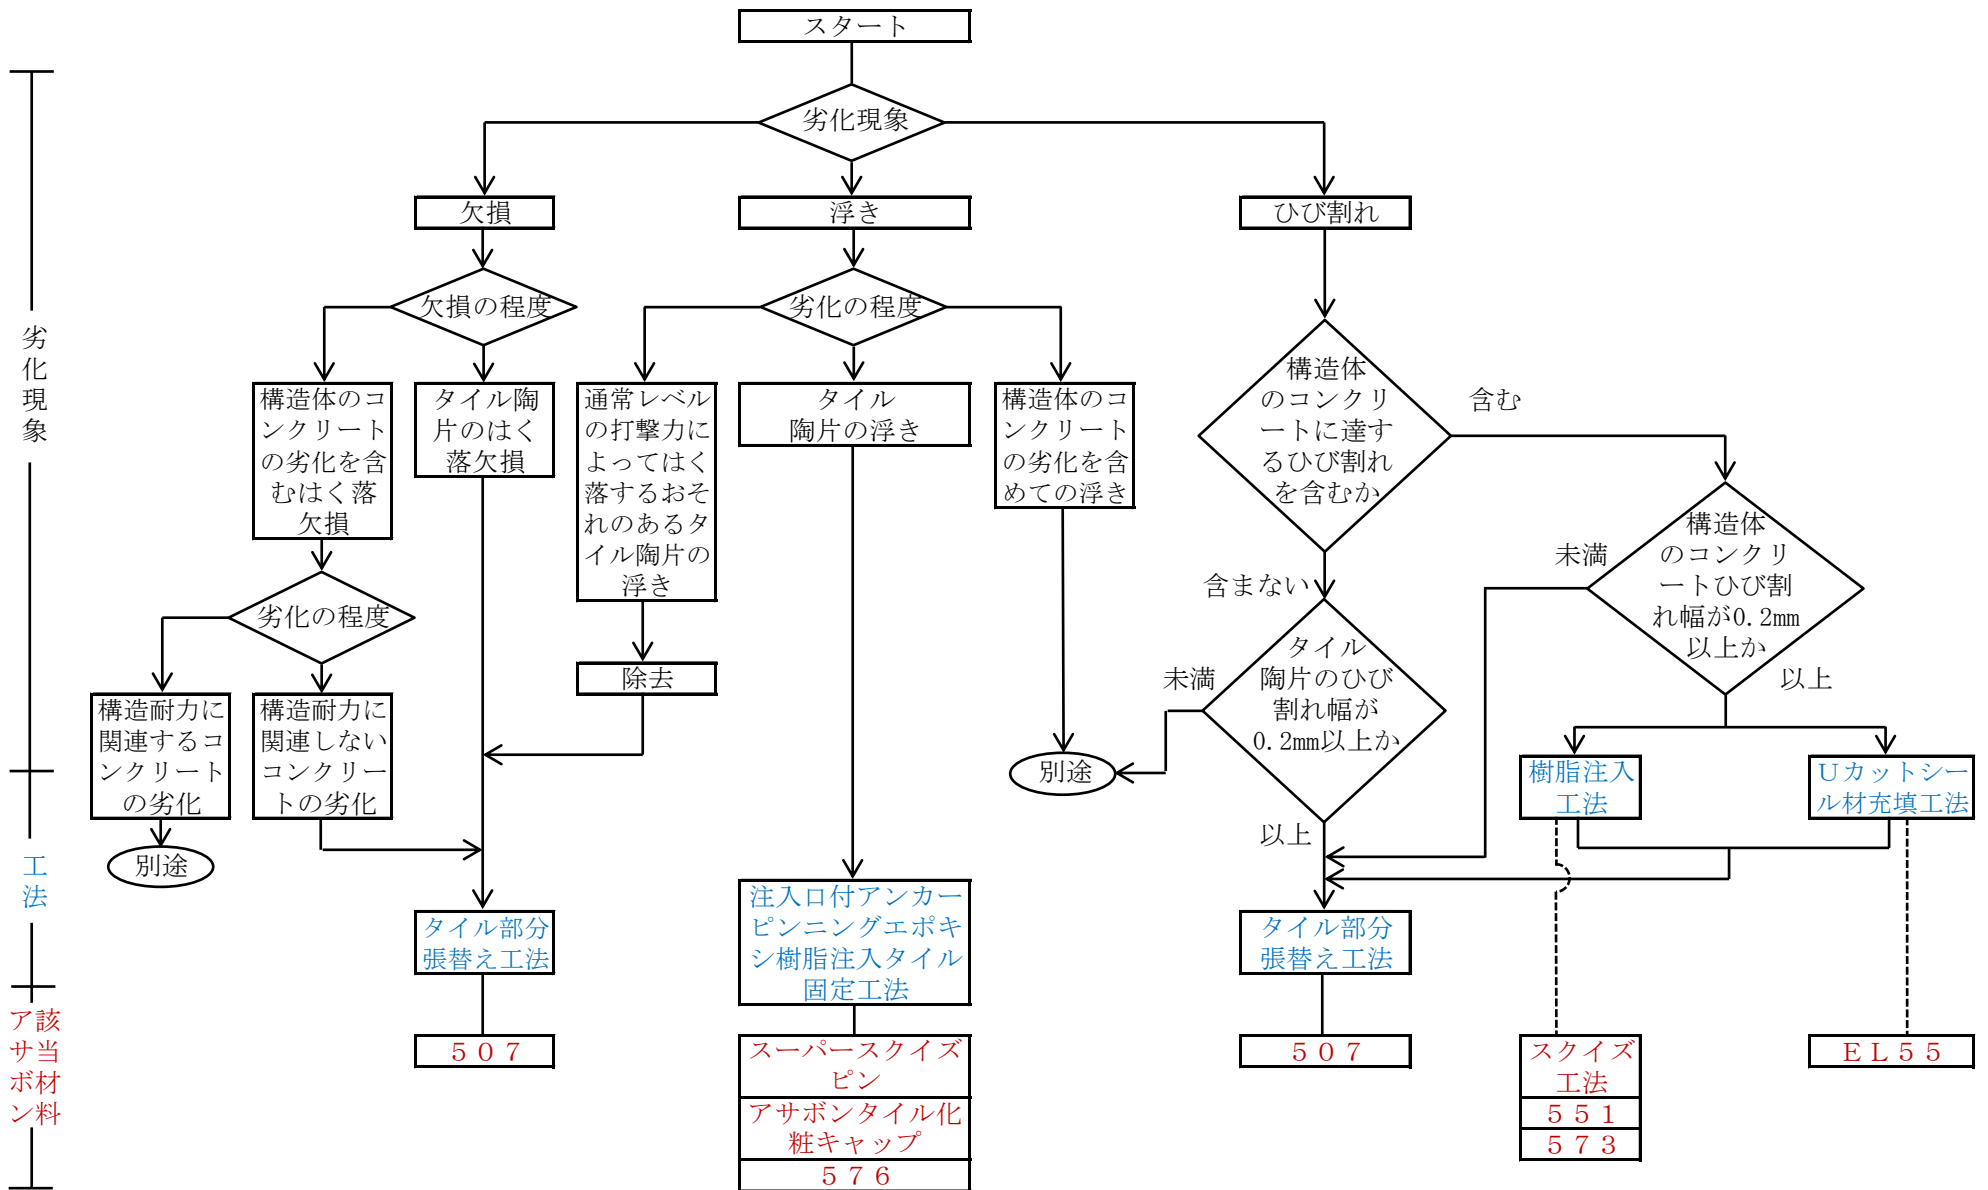 スタート
劣化現象
欠損
浮き
ひび割れ
欠損の程度
劣化の程度
構造体
のコンクリ
ートに達す
るひび割れ
を含むか
含む
含まない
構造体のコ
ンクリート
の劣化を含
むはく落
欠損
タイル陶
片のはく
落欠損
通常レベル
の打撃力に
よってはく
落するおそ
れのあるタ
イル陶片の
浮き
タイル
陶片の浮き
構造体のコ
ンクリート
の劣化を含
めての浮き
構造体
のコンクリ
ートひび割
れ幅が0.2mm
以上か
未満
以上
劣化の程度
除去
タイル
陶片のひび
割れ幅が
0.2mm以上か
未満
以上
構造耐力に
関連するコ
ンクリート
の劣化
構造耐力に
関連しない
コンクリー
トの劣化
別途
別途
樹脂注入
工法
Uカットシー
ル材充填工法
タイル部分
張替え工法
注入口付アンカー
ピンニングエポキ
シ樹脂注入タイル
固定工法
タイル部分
張替え工法
507
スーパースクイズ
ピン
アサボンタイル化
粧キャップ
576
507
スクイズ
工法
551
573
EL55
劣化現象
工法
該当材料
アサボン